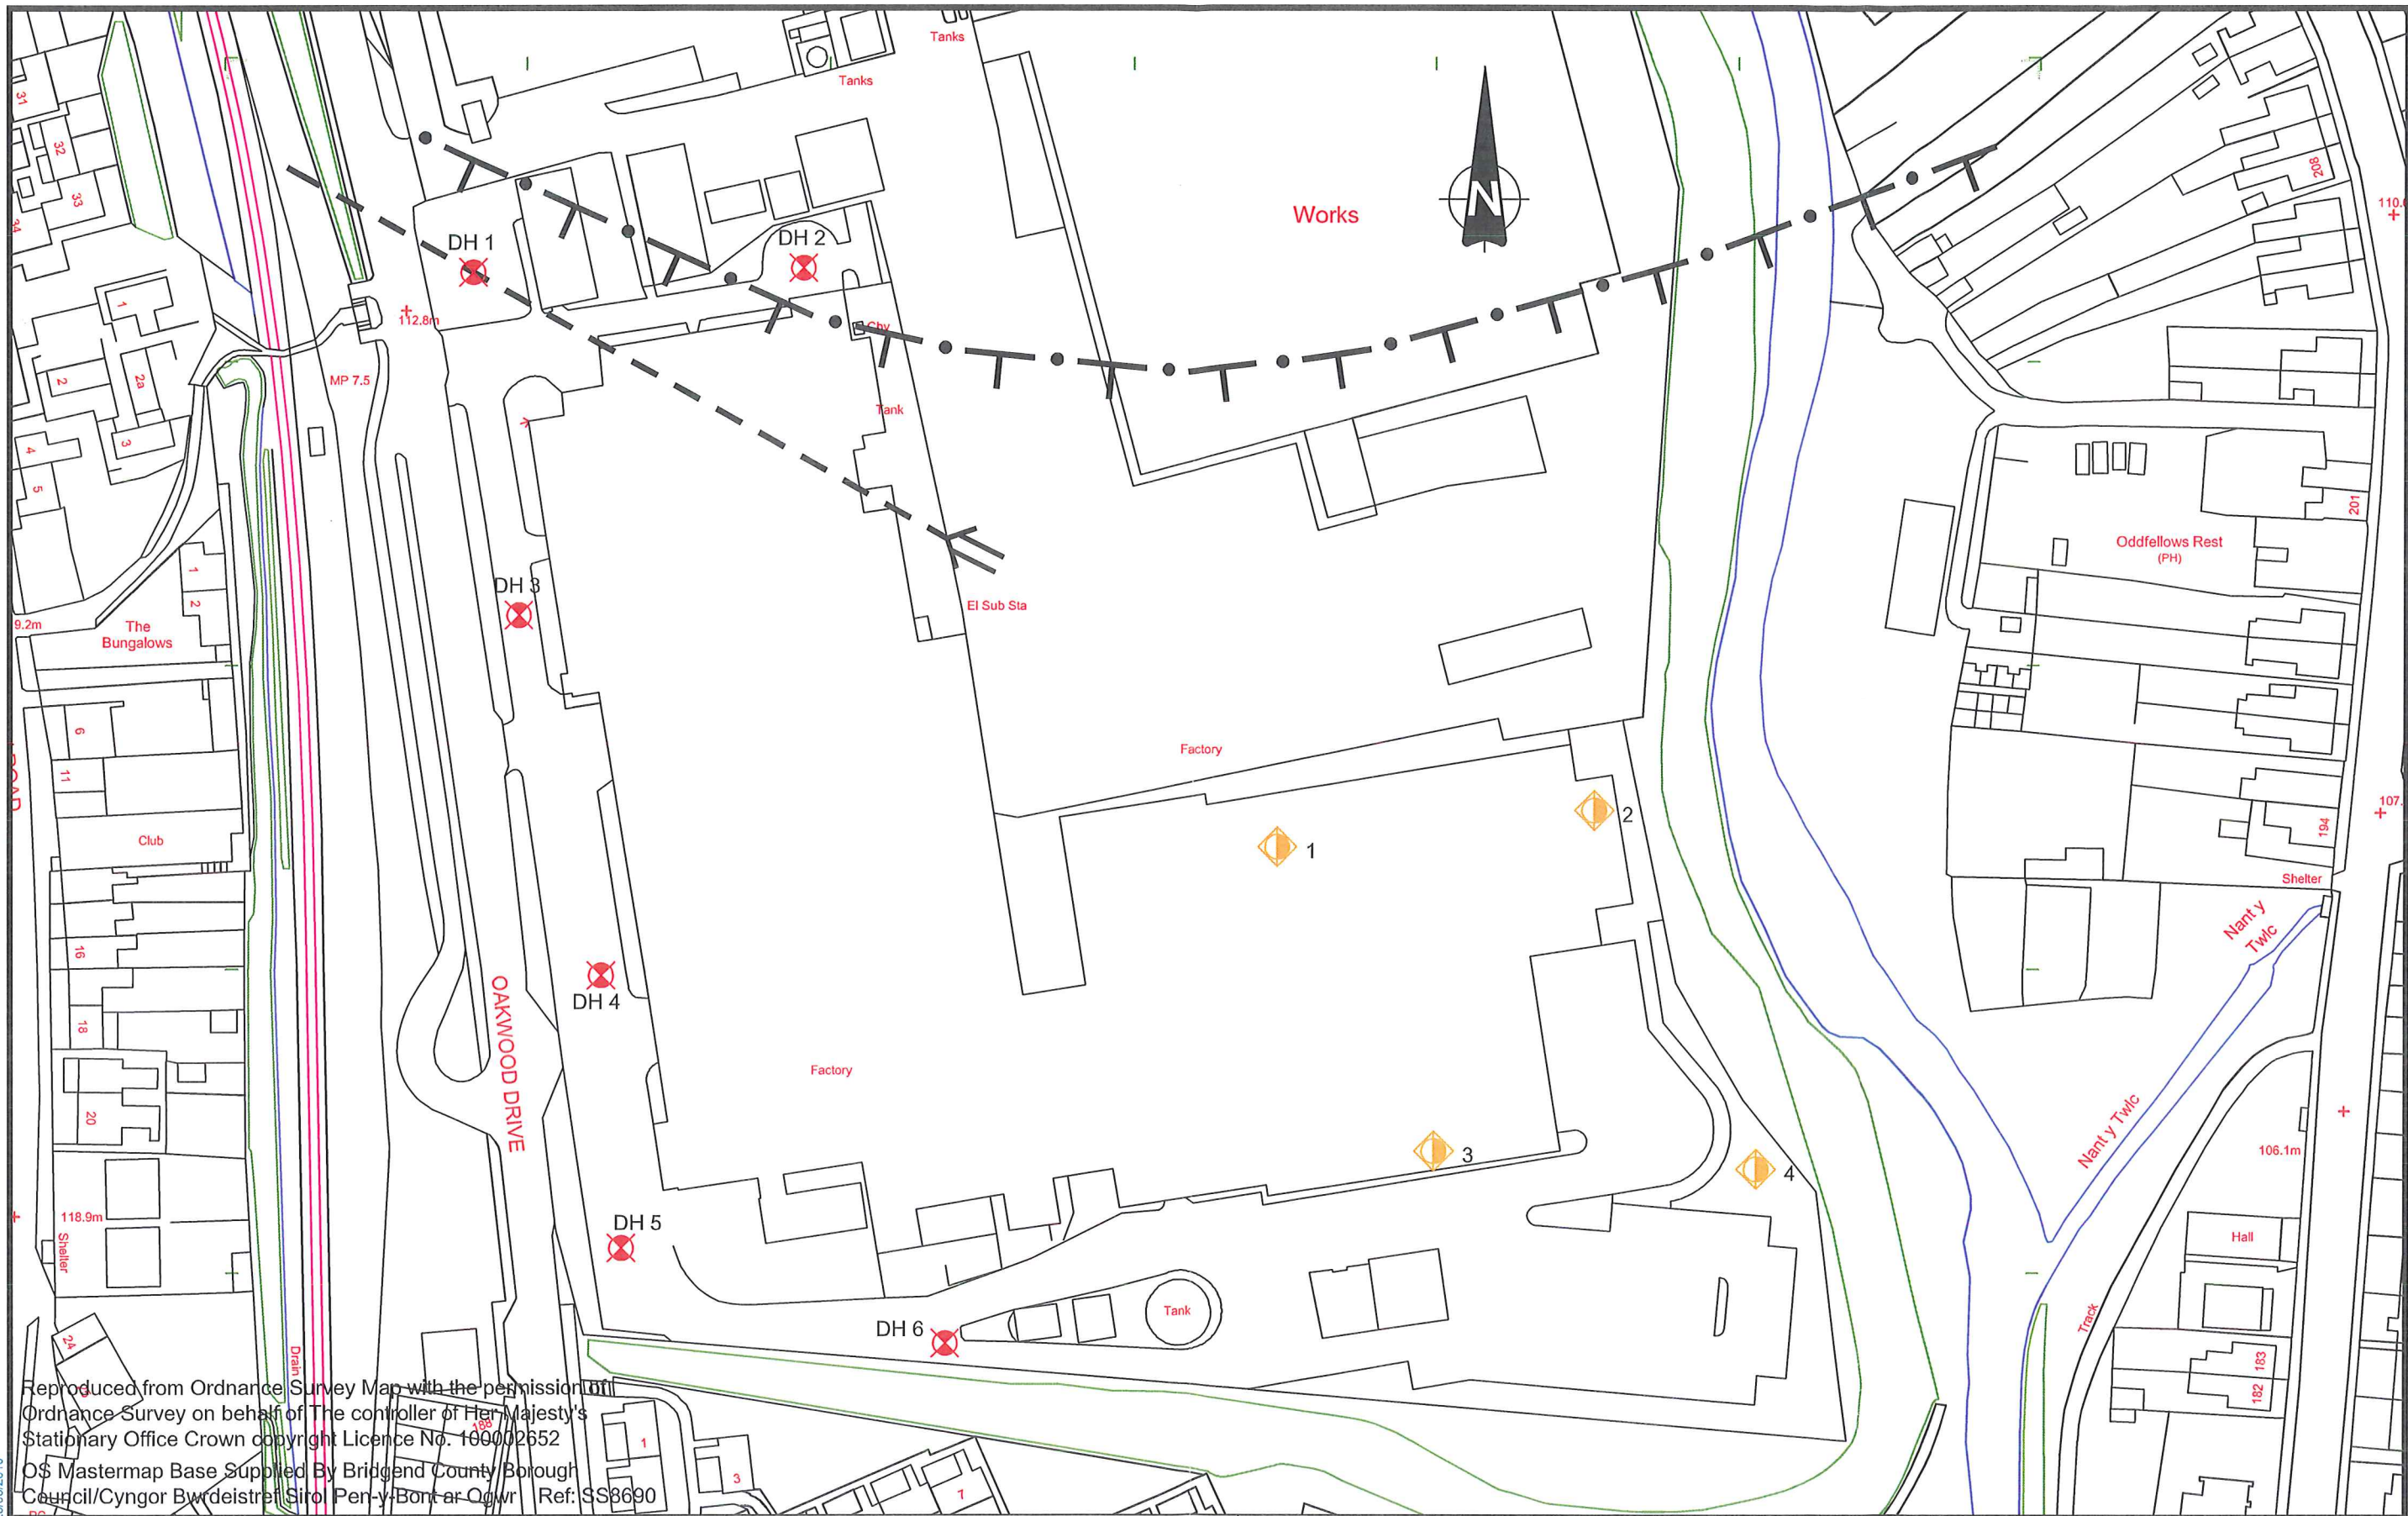 Tanks
Tanks
31
32
33
34
208
Works
N
110.
DH 1
DH 2
1
112.8m
Chy
MP 7.5
2
2a
3
4
5
Tank
201
Oddfellows Rest
(PH)
DH 3
1
2
El Sub Sta
9.2m
The
Bungalows
6
Factory
11
ROAD
107.
2
194
Club
1
Shelter
Nant y
Twlc
16
DH 4
18
OAKWOOD DRIVE
Factory
20
Nant y Twlc
3
4
106.1m
118.9m
Shelter
DH 5
Hall
Tank
DH 6
Track
24
Drain
183
182
Reproduced from Ordnance Survey Map with the permission of
Ordnance Survey on behalf of The controller of Her Majesty's
Stationary Office Crown copyright Licence No. 100002652
OS Mastermap Base Supplied By Bridgend County Borough
Council/Cyngor Bwrdeistref Sirol Pen-y-Bont ar Ogwr Ref: SS8690
188
1
3
7